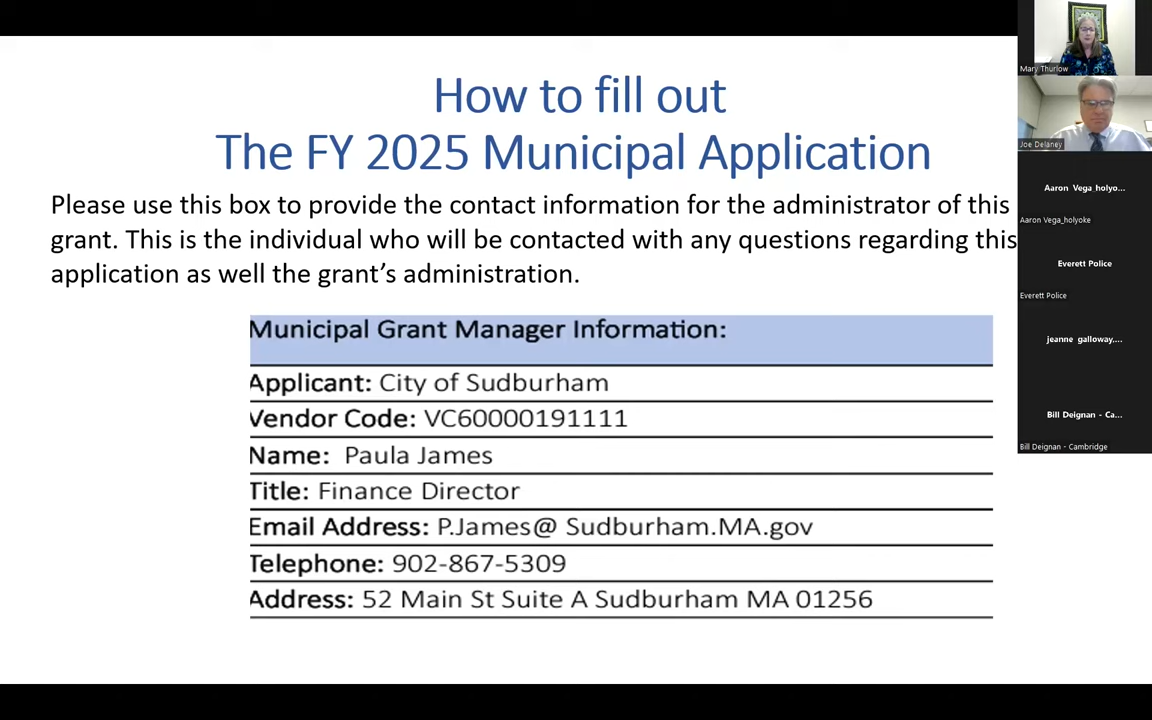 How to fill out
The FY 2025 Municipal Application
Please use this box to provide the contact information for the administrator of this
grant. This is the individual who will be contacted with any questions regarding this
application as well the grant’s administration.
Municipal Grant Manager Information:
Applicant: City of Sudburham
Vendor Code: VC60000191111
Name: Paula James
Title: Finance Director
Email Address: P.James@ Sudburham.MA.gov
Telephone: 902-867-5309
Address: 52 Main St Suite A Sudburham MA 01256
Mary Thurlow
Joe Delaney
Aaron Vega_holyo...
Aaron Vega_holyoke
Everett Police
Everett Police
jeanne galloway,...
Bill Deignan - Ca...
Bill Deignan - Cambridge